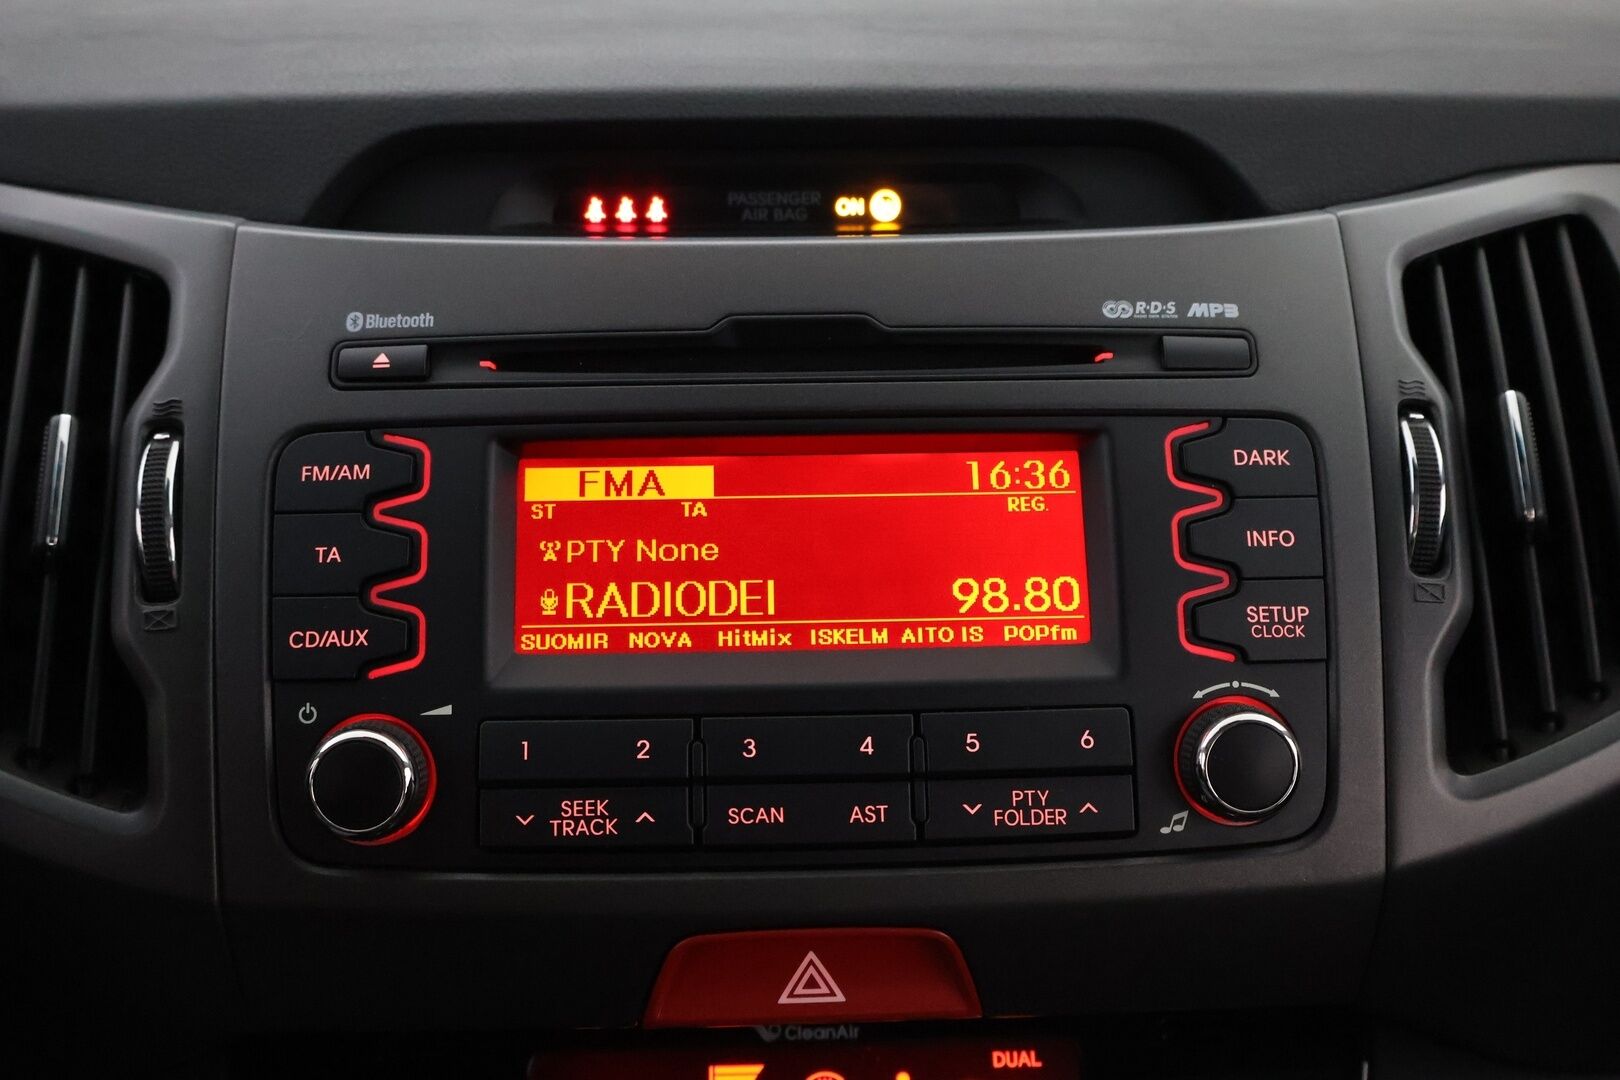 PASSENGER
AIR BAG
ON
Bluetooth
R·D·S MP3
FM/AM
TA
CD/AUX
FMA 16:36
ST TA REG.
PTY None
RADIODEI 98.80
SUOMIR NOVA HitMix ISKELM AITO IS POPfm
DARK
INFO
SETUP
CLOCK
1 2 3 4 5 6
SEEK
TRACK
SCAN AST
PTY
FOLDER
CleanAir
DUAL